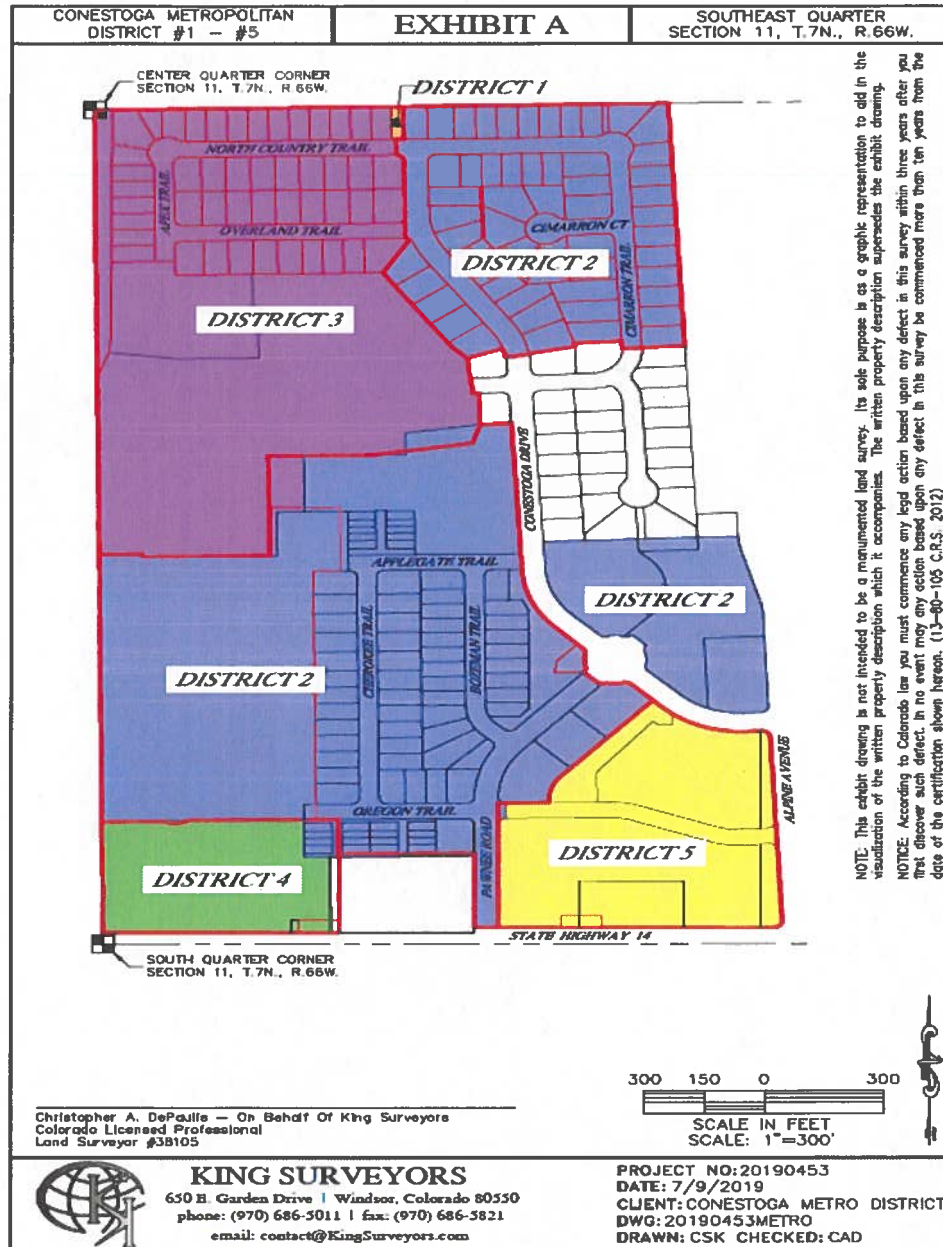 CONESTOGA METROPOLITAN
DISTRICT #1 – #5
EXHIBIT A
SOUTHEAST QUARTER
SECTION 11, T.7N., R.66W.
CENTER QUARTER CORNER
SECTION 11, T.7N., R.66W.
DISTRICT 1
NORTH COUNTRY TRAIL
APEX TRAIL
OVERLAND TRAIL
CIMARRON CT
DISTRICT 2
CIMARRON TRAIL
DISTRICT 3
CONESTOGA DRIVE
APPLEGATE TRAIL
DISTRICT 2
CHEROKEE TRAIL
BOZEMAN TRAIL
DISTRICT 2
ALPINE AVENUE
OREGON TRAIL
PAWNEE ROAD
DISTRICT 5
DISTRICT 4
STATE HIGHWAY 14
SOUTH QUARTER CORNER
SECTION 11, T.7N., R.66W.
NOTE: This exhibit drawing is not intended to be a monumented land survey. Its sole purpose is as a graphic representation to aid in the
visualization of the written property description which it accompanies. The written property description supersedes the exhibit drawing.
NOTICE: According to Colorado law you must commence any legal action based upon any defect in this survey within three years after you
first discover such defect. In no event may any action based upon any defect in this survey be commenced more than ten years from the
date of the certification shown hereon. (13–80–105 C.R.S. 2012)
300 150 0 300
SCALE IN FEET
SCALE: 1"=300'
Christopher A. DePaulis – On Behalf Of King Surveyors
Colorado Licensed Professional
Land Surveyor #38105
KING SURVEYORS
650 E. Garden Drive | Windsor, Colorado 80550
phone: (970) 686-5011 | fax: (970) 686-5821
email: contact@KingSurveyors.com
PROJECT NO: 20190453
DATE: 7/9/2019
CLIENT: CONESTOGA METRO DISTRICT
DWG: 20190453METRO
DRAWN: CSK CHECKED: CAD